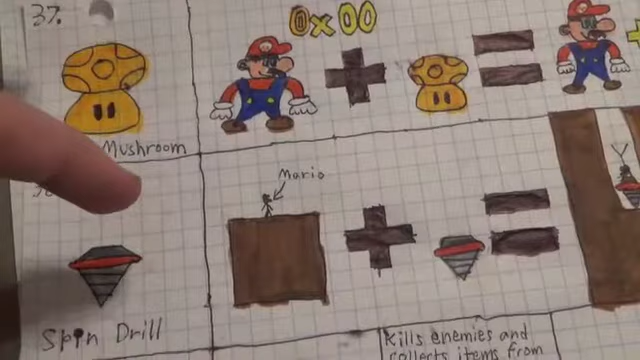 37.
0x00
Mushroom
Mario
Spin Drill
Kills enemies and
collects items from